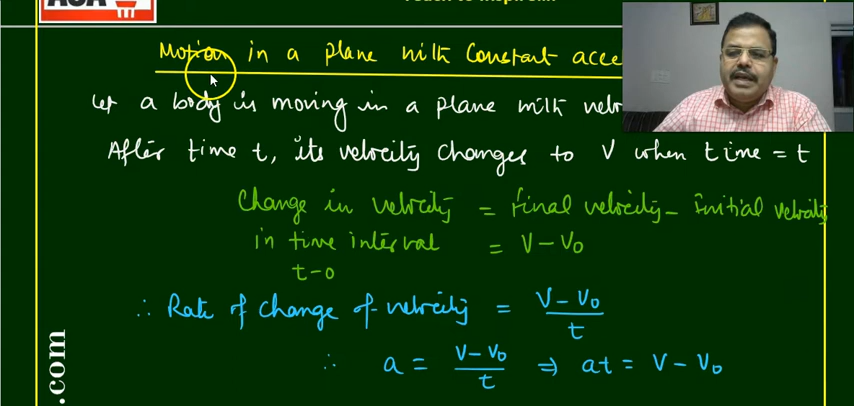 Motion in a plane with constant accel
Let a body is moving in a plane with velo
After time t, its velocity changes to V when time = t
Change in velocity = final velocity – initial velocity
in time interval = V – V₀
t–0
∴ Rate of change of velocity = (V – V₀)/t
∴ a = (V–V₀)/t ⇒ at = V – V₀
.com